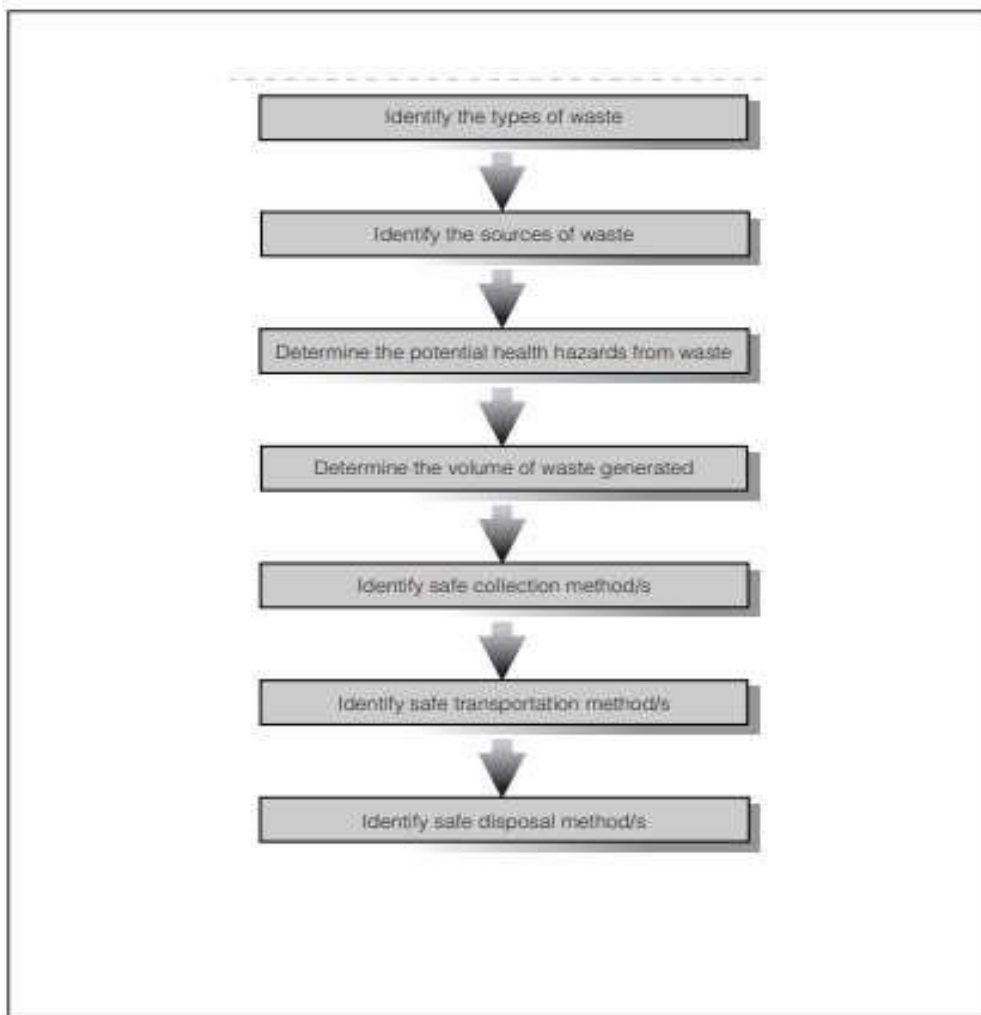 Identify the types of waste
Identify the sources of waste
Determine the potential health hazards from waste
Determine the volume of waste generated
Identify safe collection method/s
Identify safe transportation method/s
Identify safe disposal method/s